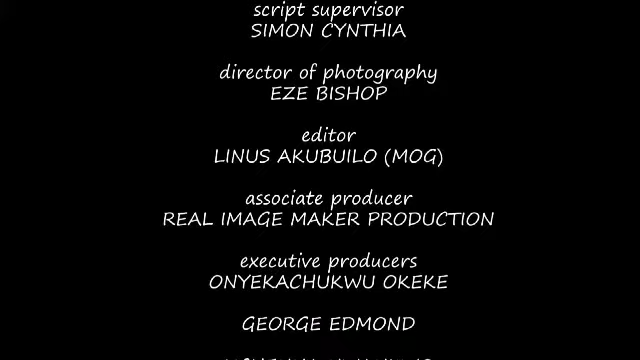 script supervisor
SIMON CYNTHIA
director of photography
EZE BISHOP
editor
LINUS AKUBUILO (MOG)
associate producer
REAL IMAGE MAKER PRODUCTION
executive producers
ONYEKACHUKWU OKEKE
GEORGE EDMOND